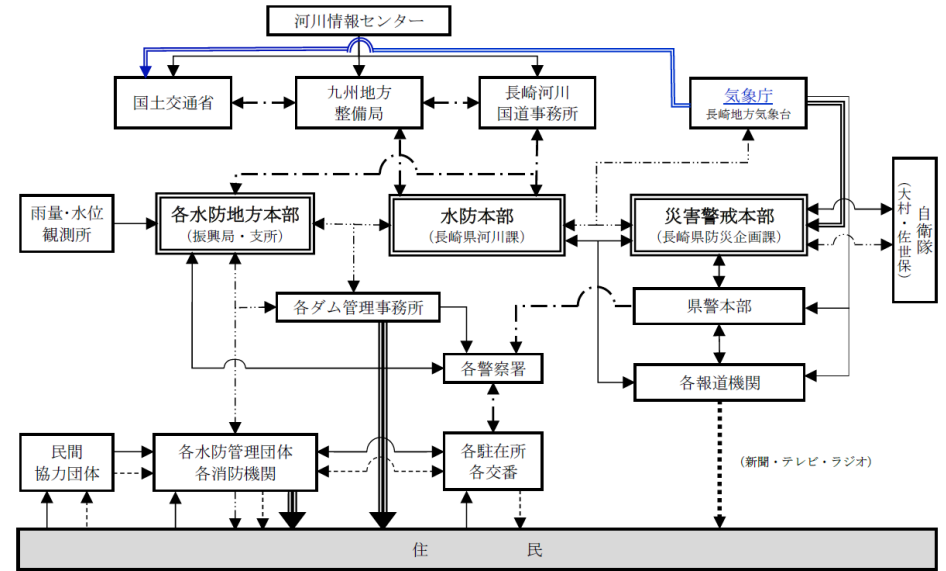 河川情報センター
国土交通省
九州地方
整備局
長崎河川
国道事務所
気象庁
長崎地方気象台
雨量・水位
観測所
各水防地方本部
(振興局・支所)
水防本部
(長崎県河川課)
災害警戒本部
(長崎県防災企画課)
自衛隊
(大村・佐世保)
各ダム管理事務所
県警本部
各警察署
各報道機関
民間
協力団体
各水防管理団体
各消防機関
各駐在所
各交番
(新聞・テレビ・ラジオ)
住 民